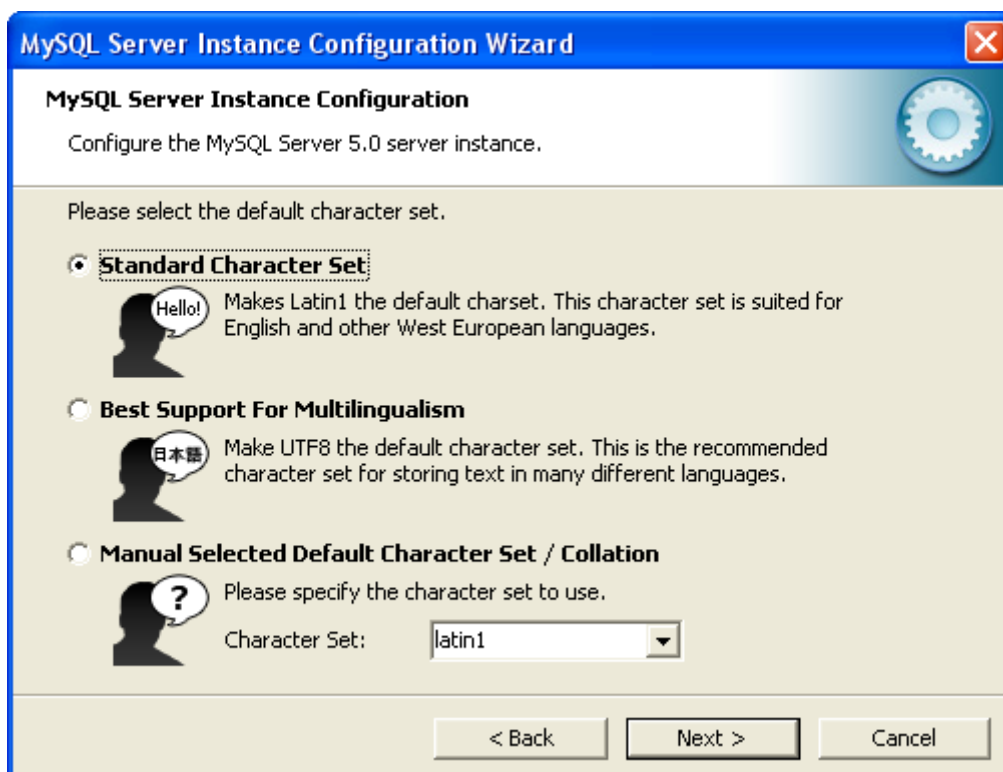 MySQL Server Instance Configuration Wizard
MySQL Server Instance Configuration
Configure the MySQL Server 5.0 server instance.
Please select the default character set.
Standard Character Set
Hello!
Makes Latin1 the default charset. This character set is suited for
English and other West European languages.
Best Support For Multilingualism
日本語
Make UTF8 the default character set. This is the recommended
character set for storing text in many different languages.
Manual Selected Default Character Set / Collation
?
Please specify the character set to use.
Character Set: latin1
< Back Next > Cancel